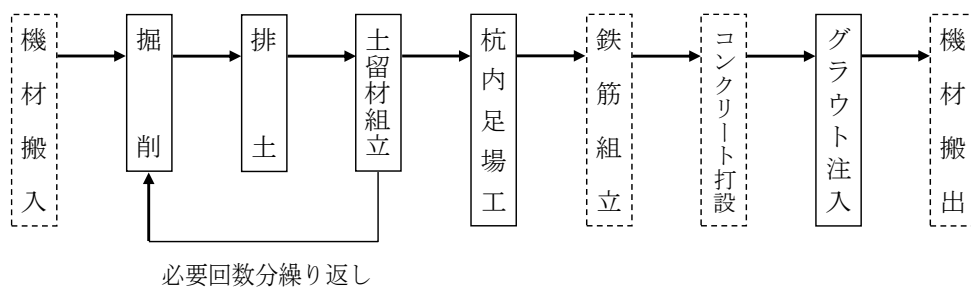 機材搬入
掘削
排土
土留材組立
杭内足場工
鉄筋組立
コンクリート打設
グラウト注入
機材搬出
必要回数分繰り返し